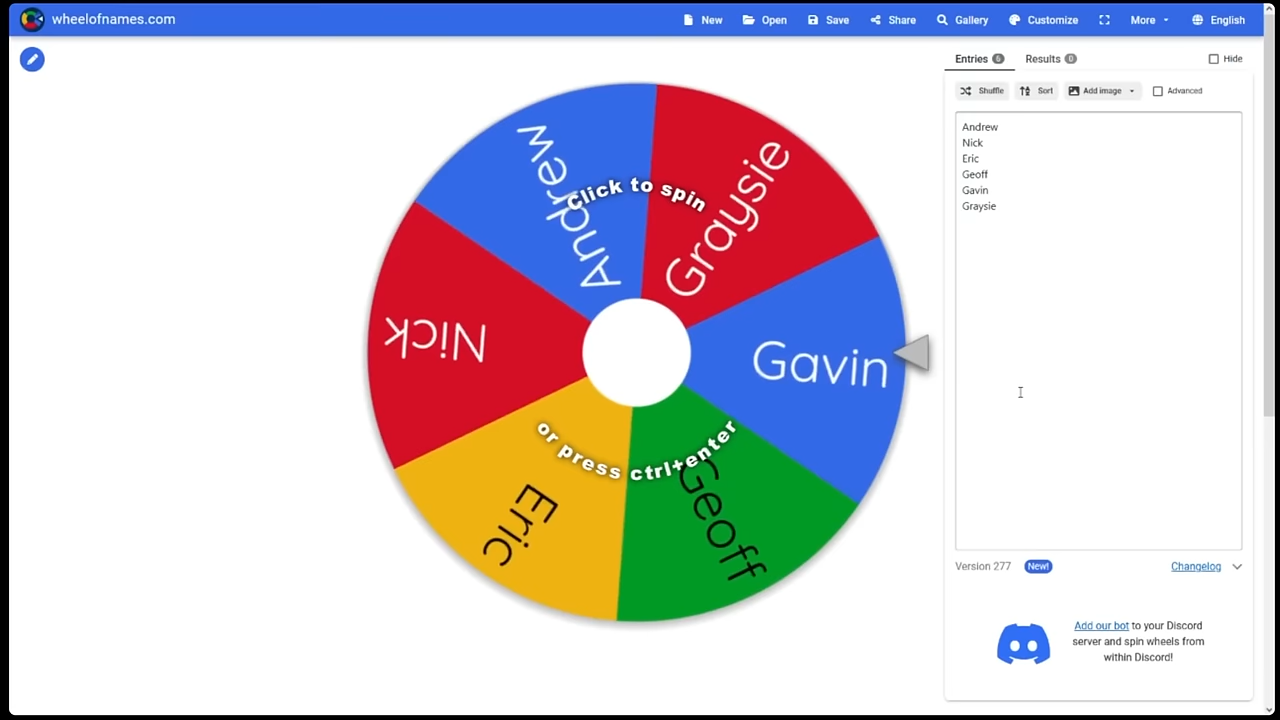 wheelofnames.com
New
Open
Save
Share
Gallery
Customize
More
English
Entries 6
Results 0
Hide
Shuffle
Sort
Add image
Advanced
Andrew
Nick
Eric
Geoff
Gavin
Graysie
Andrew
Graysie
Click to spin
Nick
Gavin
or press ctrl+enter
Eric
Geoff
Version 277
New!
Changelog
Add our bot to your Discord
server and spin wheels from
within Discord!